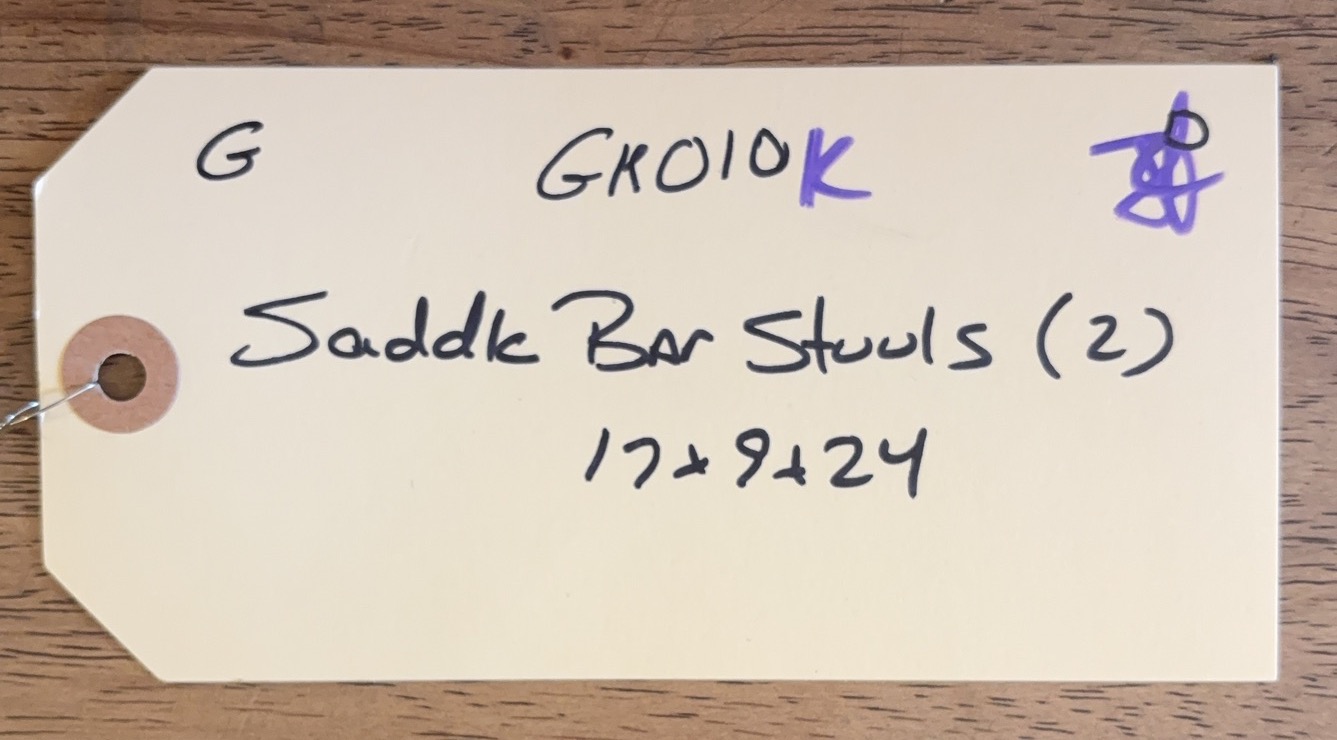 G GK010K D
Saddle Bar Stools (2)
17x9x24